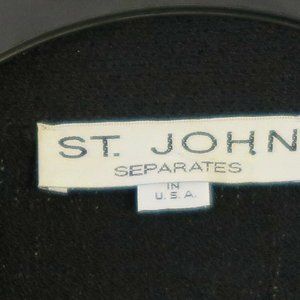 ST. JOHN
SEPARATES
IN
U.S.A.